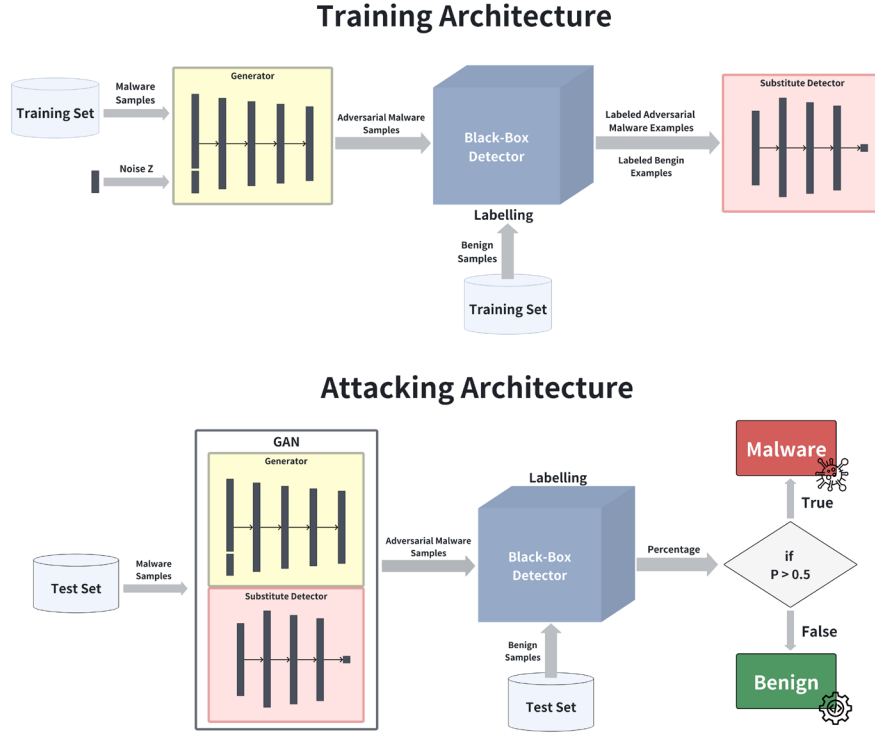 Training Architecture
Training Set
Malware
Samples
Noise Z
Generator
Adversarial Malware
Samples
Black-Box
Detector
Labelling
Benign
Samples
Training Set
Labeled Adversarial
Malware Examples
Labeled Bengin
Examples
Substitute Detector
Attacking Architecture
Test Set
Malware
Samples
GAN
Generator
Substitute Detector
Adversarial Malware
Samples
Labelling
Black-Box
Detector
Benign
Samples
Test Set
Percentage
if
P > 0.5
True
Malware
False
Benign